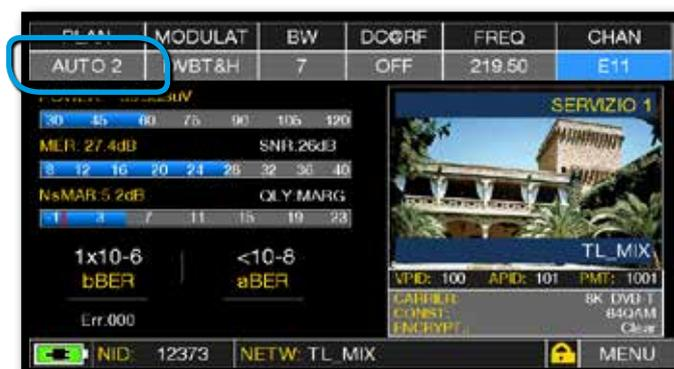 PLAN MODULAT BW DC@RF FREQ CHAN
AUTO 2 DVBT&H 7 OFF 219.50 E11
30 45 60 75 90 105 120
MER: 27.4dB SNR.26dB
8 12 16 20 24 28 32 36 40
NsMAR:5.2dB QLY:MARG
-1 3 7 11 15 19 23
1x10-6 <10-8
bBER aBER
Err.000
SERVIZIO 1
TL_MIX
VPID: 100 APID: 101 PMT: 1001
CARRIER: 8K DVB-T
CONST.: 64QAM
ENCRYPT.: Clear
NID: 12373 NETW: TL_MIX MENU